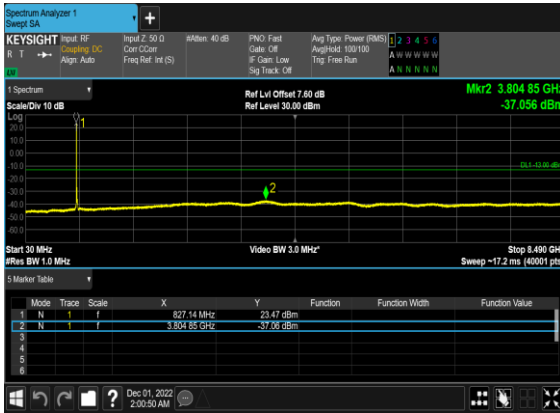 Spectrum Analyzer 1
Swept SA
+
KEYSIGHT
R T
Input: RF
Coupling: DC
Align: Auto
Input Z: 50 Ω
Corr CCorr
Freq Ref: Int (S)
#Atten: 40 dB
PNO: Fast
Gate: Off
IF Gain: Low
Sig Track: Off
Avg Type: Power (RMS)
Avg|Hold: 100/100
Trig: Free Run
1 2 3 4 5 6
A W W W W W
A N N N N N
1 Spectrum
Scale/Div 10 dB
Ref Lvl Offset 7.60 dB
Ref Level 30.00 dBm
Mkr2 3.804 85 GHz
-37.056 dBm
Log
20.0
10.0
0.00
-10.0
-20.0
-30.0
-40.0
-50.0
-60.0
1
2
DL1 -13.00 dBm
Start 30 MHz
#Res BW 1.0 MHz
Video BW 3.0 MHz*
Stop 8.490 GHz
Sweep ~17.2 ms (40001 pts)
5 Marker Table
Mode Trace Scale X Y Function Function Width Function Value
1 N 1 f 827.14 MHz 23.47 dBm
2 N 1 f 3.804 85 GHz -37.06 dBm
3
4
5
6
?
Dec 01, 2022
2:00:50 AM